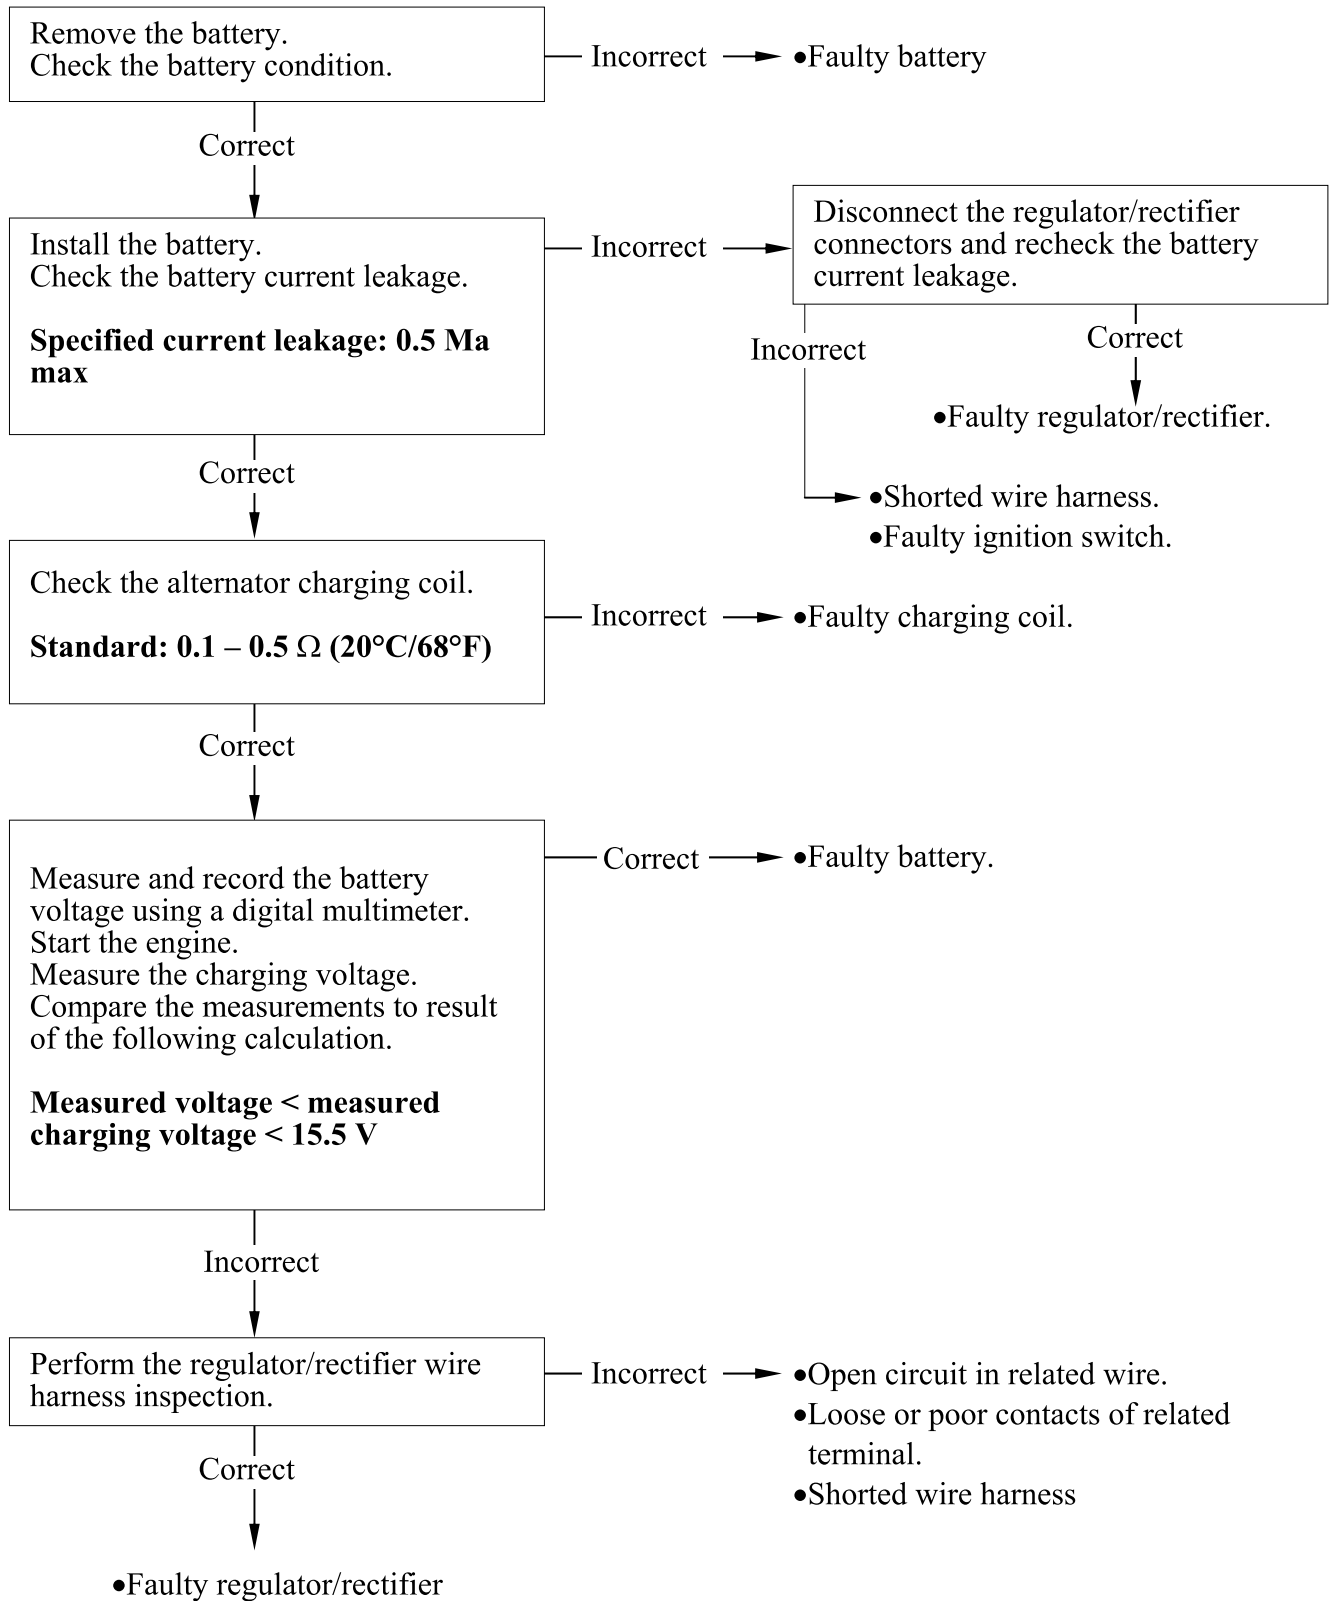 Remove the battery.
Check the battery condition.
Incorrect
•Faulty battery
Correct
Install the battery.
Check the battery current leakage.
Specified current leakage: 0.5 Ma
max
Incorrect
Disconnect the regulator/rectifier
connectors and recheck the battery
current leakage.
Incorrect
Correct
•Faulty regulator/rectifier.
•Shorted wire harness.
•Faulty ignition switch.
Correct
Check the alternator charging coil.
Standard: 0.1 – 0.5 Ω (20°C/68°F)
Incorrect
•Faulty charging coil.
Correct
Measure and record the battery
voltage using a digital multimeter.
Start the engine.
Measure the charging voltage.
Compare the measurements to result
of the following calculation.
Measured voltage < measured
charging voltage < 15.5 V
Correct
•Faulty battery.
Incorrect
Perform the regulator/rectifier wire
harness inspection.
Incorrect
•Open circuit in related wire.
•Loose or poor contacts of related
terminal.
•Shorted wire harness
Correct
•Faulty regulator/rectifier